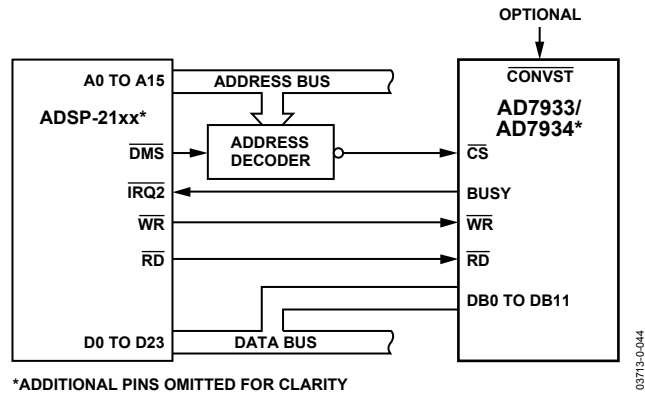 OPTIONAL
A0 TO A15
ADDRESS BUS
CONVST
ADSP-21xx*
AD7933/
AD7934*
DMS
ADDRESS
DECODER
CS
IRQ2
BUSY
WR
WR
RD
RD
DB0 TO DB11
D0 TO D23
DATA BUS
*ADDITIONAL PINS OMITTED FOR CLARITY
03713-0-044